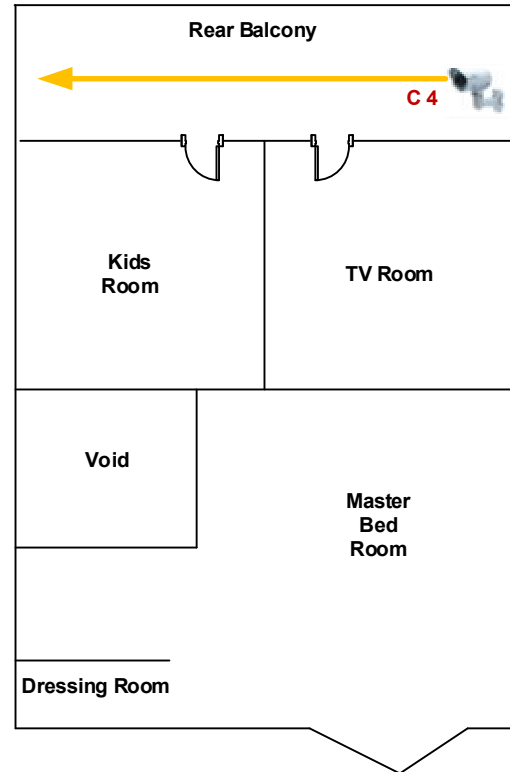 Rear Balcony
C 4
Kids
Room
TV Room
Void
Master
Bed
Room
Dressing Room